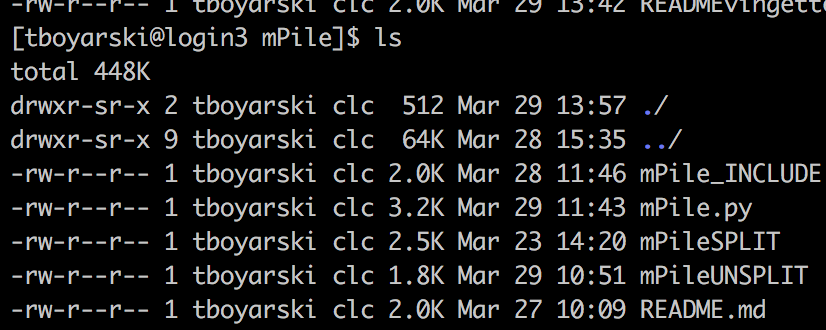 -rw-r--r-- 1 tboyarski clc 2.0K Mar 29 13:42 READMEvingette
[tboyarski@login3 mPile]$ ls
total 448K
drwxr-sr-x 2 tboyarski clc  512 Mar 29 13:57 ./
drwxr-sr-x 9 tboyarski clc  64K Mar 28 15:35 ../
-rw-r--r-- 1 tboyarski clc 2.0K Mar 28 11:46 mPile_INCLUDE
-rw-r--r-- 1 tboyarski clc 3.2K Mar 29 11:43 mPile.py
-rw-r--r-- 1 tboyarski clc 2.5K Mar 23 14:20 mPileSPLIT
-rw-r--r-- 1 tboyarski clc 1.8K Mar 29 10:51 mPileUNSPLIT
-rw-r--r-- 1 tboyarski clc 2.0K Mar 27 10:09 README.md